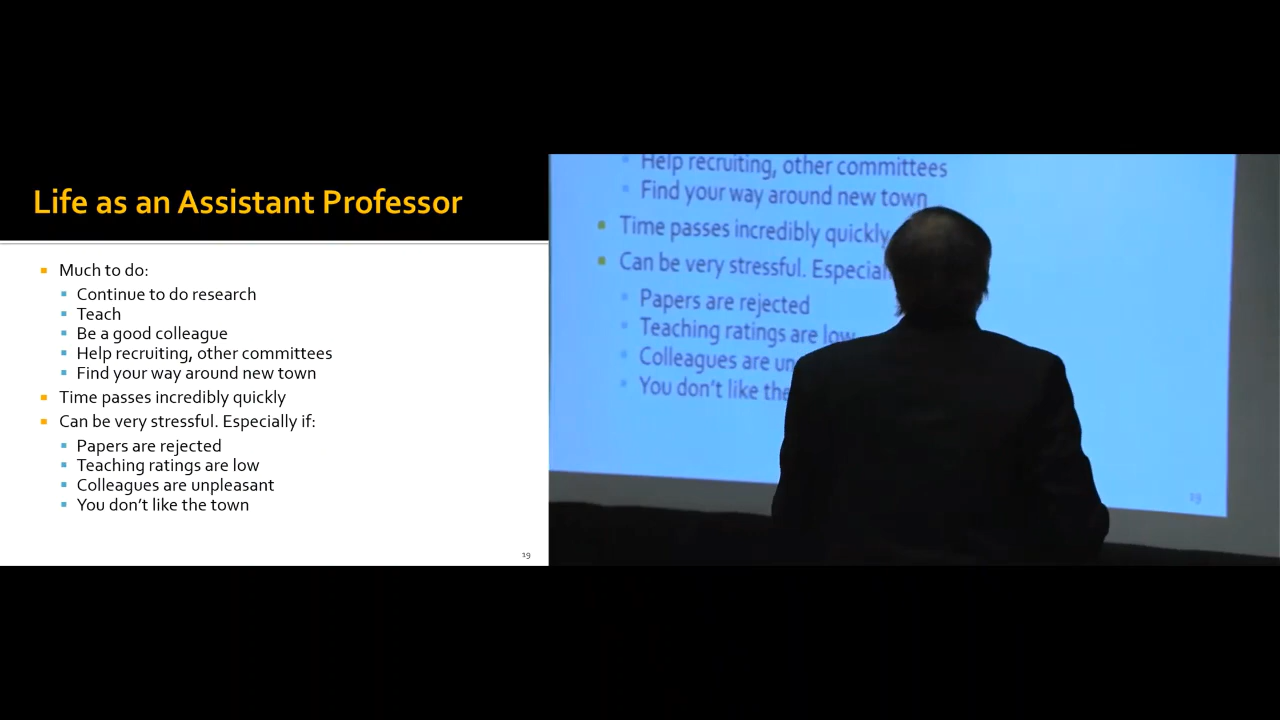 Life as an Assistant Professor
Much to do:
Continue to do research
Teach
Be a good colleague
Help recruiting, other committees
Find your way around new town
Time passes incredibly quickly
Can be very stressful. Especially if:
Papers are rejected
Teaching ratings are low
Colleagues are unpleasant
You don't like the town
19
Help recruiting, other committees
Find your way around new town
Time passes incredibly quickly
Can be very stressful. Especial
Papers are rejected
Teaching ratings are low
Colleagues are un
You don't like the
19